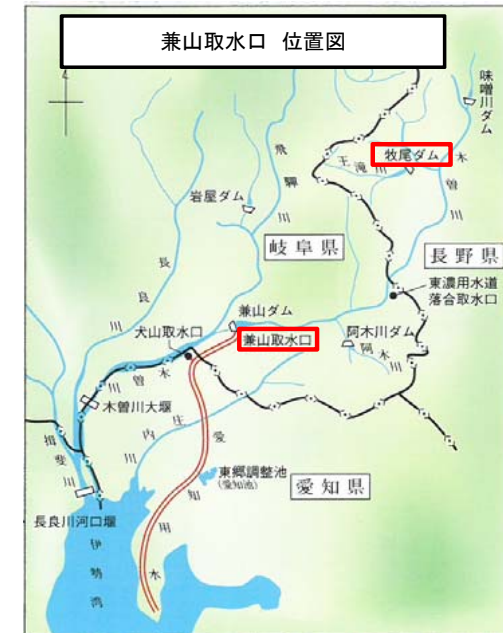 兼山取水口 位置図
味噌川ダム
牧尾ダム
王滝川
木曽川
飛騨川
岩屋ダム
岐阜県
長野県
長良川
東濃用水道
落合取水口
兼山ダム
犬山取水口
兼山取水口
阿木川ダム
阿木川
木曽川
木曽川大堰
庄内川
揖斐川
愛知用水
東郷調整池
(愛知池)
愛知県
長良川河口堰
伊勢湾